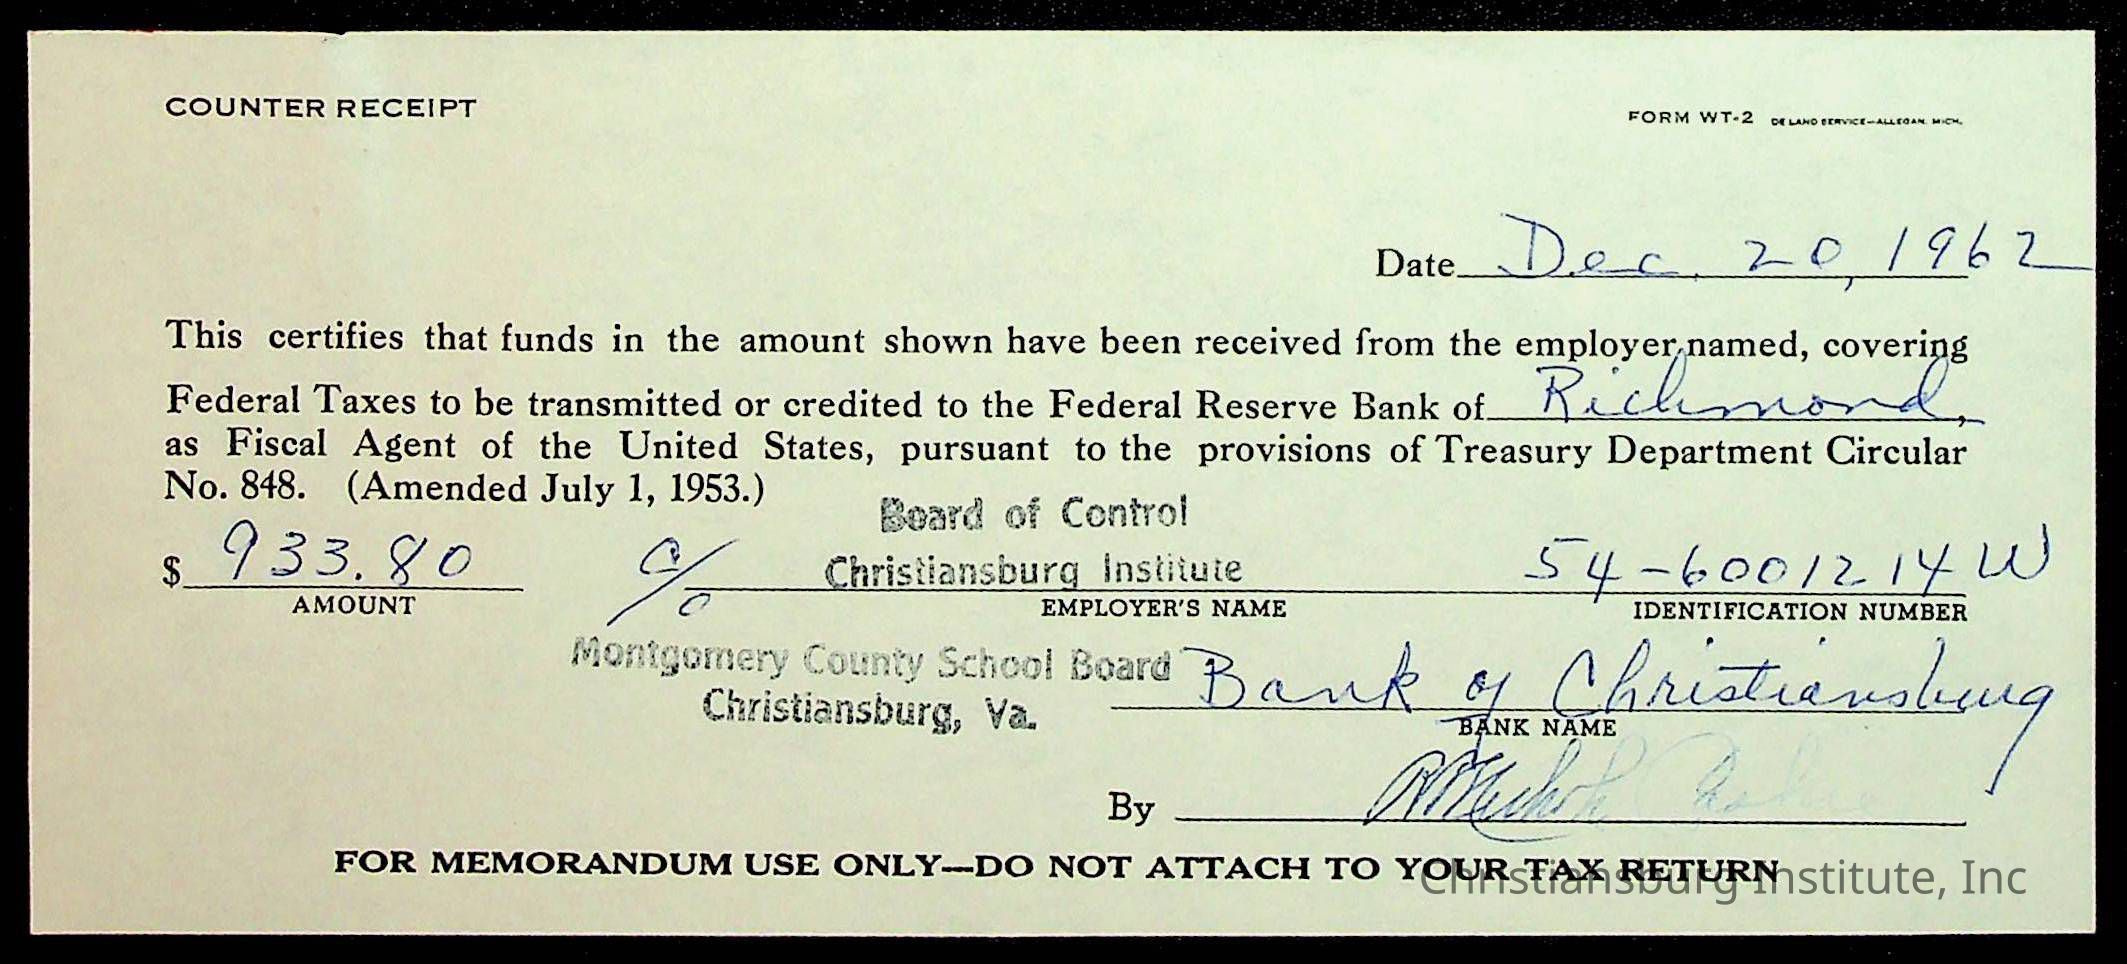 COUNTER RECEIPT
FORM WT-2 DE LAND SERVICE—ALLEGAN, MICH.
Date Dec. 20, 1962
This certifies that funds in the amount shown have been received from the employer named, covering
Federal Taxes to be transmitted or credited to the Federal Reserve Bank of Richmond,
as Fiscal Agent of the United States, pursuant to the provisions of Treasury Department Circular
No. 848. (Amended July 1, 1953.)
Board of Control
$ 933.80 c/o Christiansburg Institute 54-6001214W
AMOUNT EMPLOYER'S NAME IDENTIFICATION NUMBER
Montgomery County School Board Bank of Christiansburg
Christiansburg, Va.
BANK NAME
By
FOR MEMORANDUM USE ONLY—DO NOT ATTACH TO YOUR TAX RETURN
Christiansburg Institute, Inc